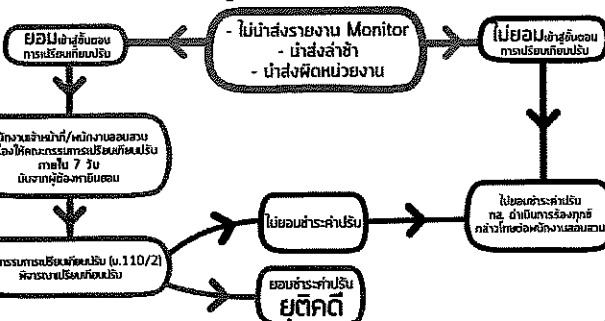 - ไม่นำส่งรายงาน Monitor
- นำส่งล่าช้า
- นำส่งผิดหน่วยงาน
ยอมเข้าสู่ขั้นตอน
การเปรียบเทียบปรับ
ไม่ยอมเข้าสู่ขั้นตอน
การเปรียบเทียบปรับ
นักงานเจ้าหน้าที่/พนักงานสอบสวน
องให้คณะกรรมการเปรียบเทียบปรับ
ภายใน 7 วัน
นับจากผู้ต้องหายินยอม
กรรมการเปรียบเทียบปรับ (ม.110/2)
พิจารณาเปรียบเทียบปรับ
ไม่ยอมชำระค่าปรับ
ยอมชำระค่าปรับ
ยุติคดี
ไม่ยอมชำระค่าปรับ
กล. ดำเนินการร้องทุกข์
กล่าวโทษต่อพนักงานสอบสวน